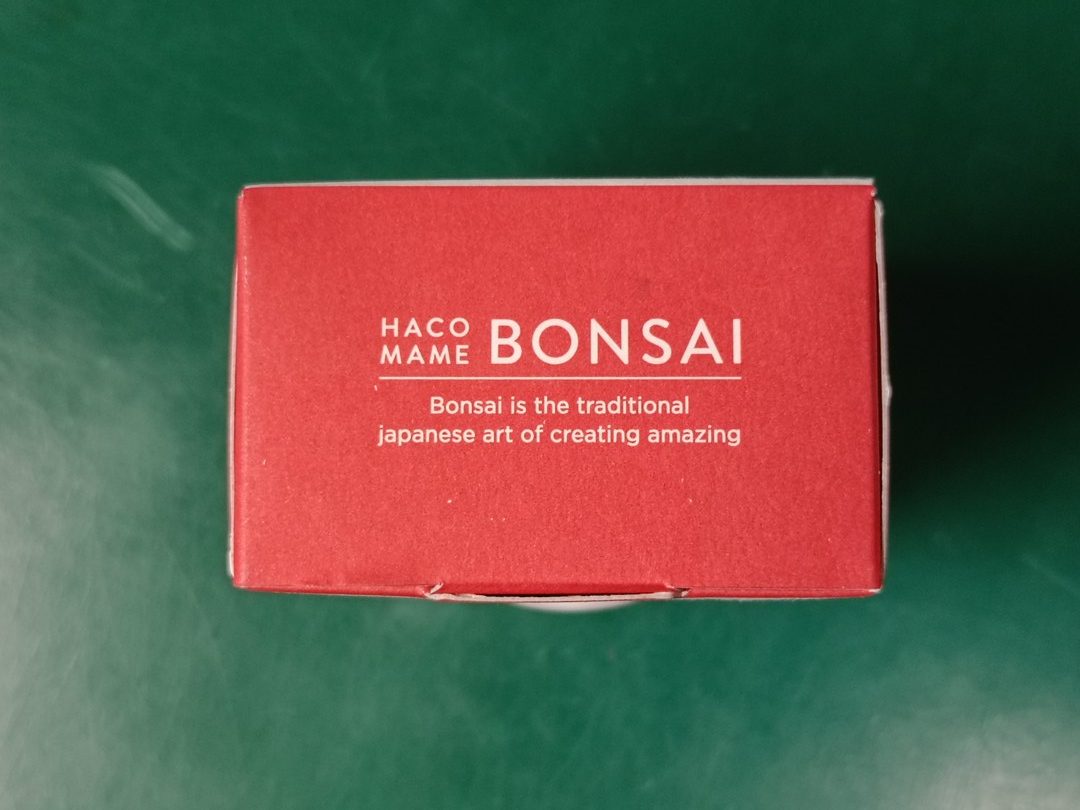 HACO
MAME BONSAI
Bonsai is the traditional
japanese art of creating amazing